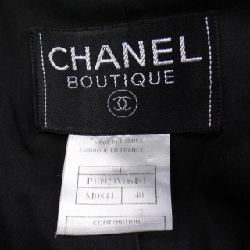 CHANEL
BOUTIQUE
MADE IN FRANCE
FABRIQUE EN FRANCE
40
COMPOSITION